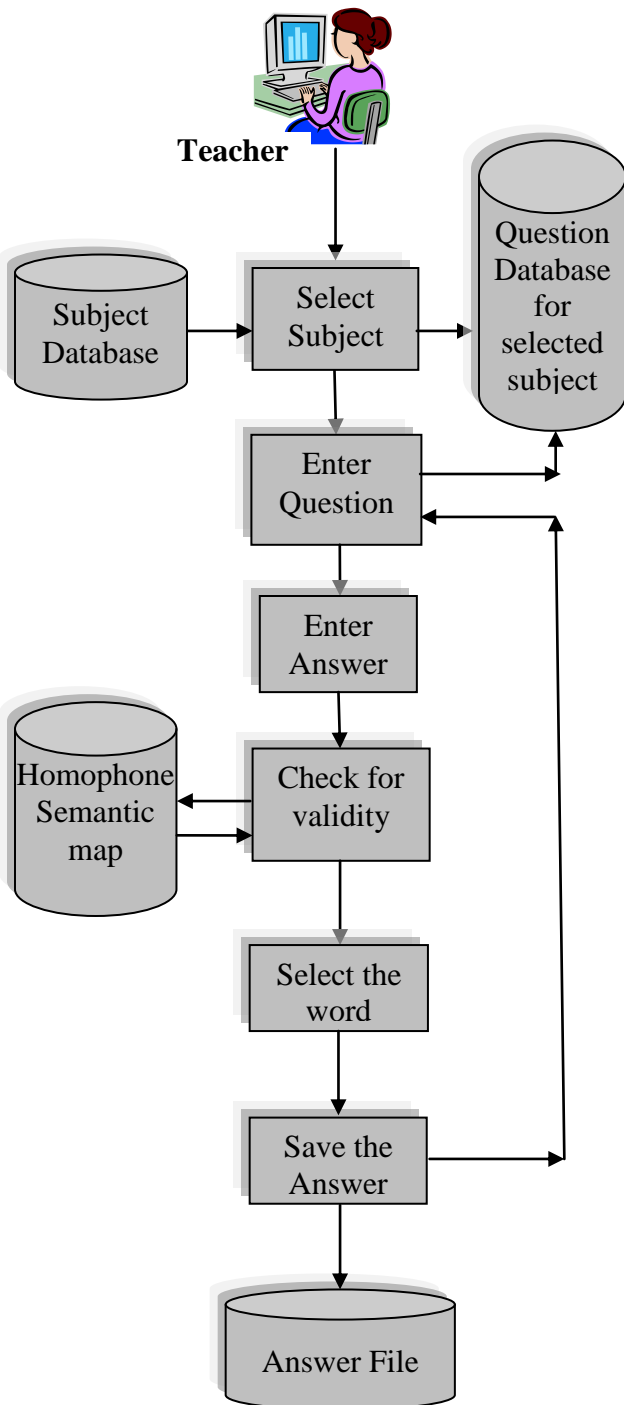 Teacher
Subject
Database
Select
Subject
Question
Database
for
selected
subject
Enter
Question
Enter
Answer
Homophone
Semantic
map
Check for
validity
Select the
word
Save the
Answer
Answer File